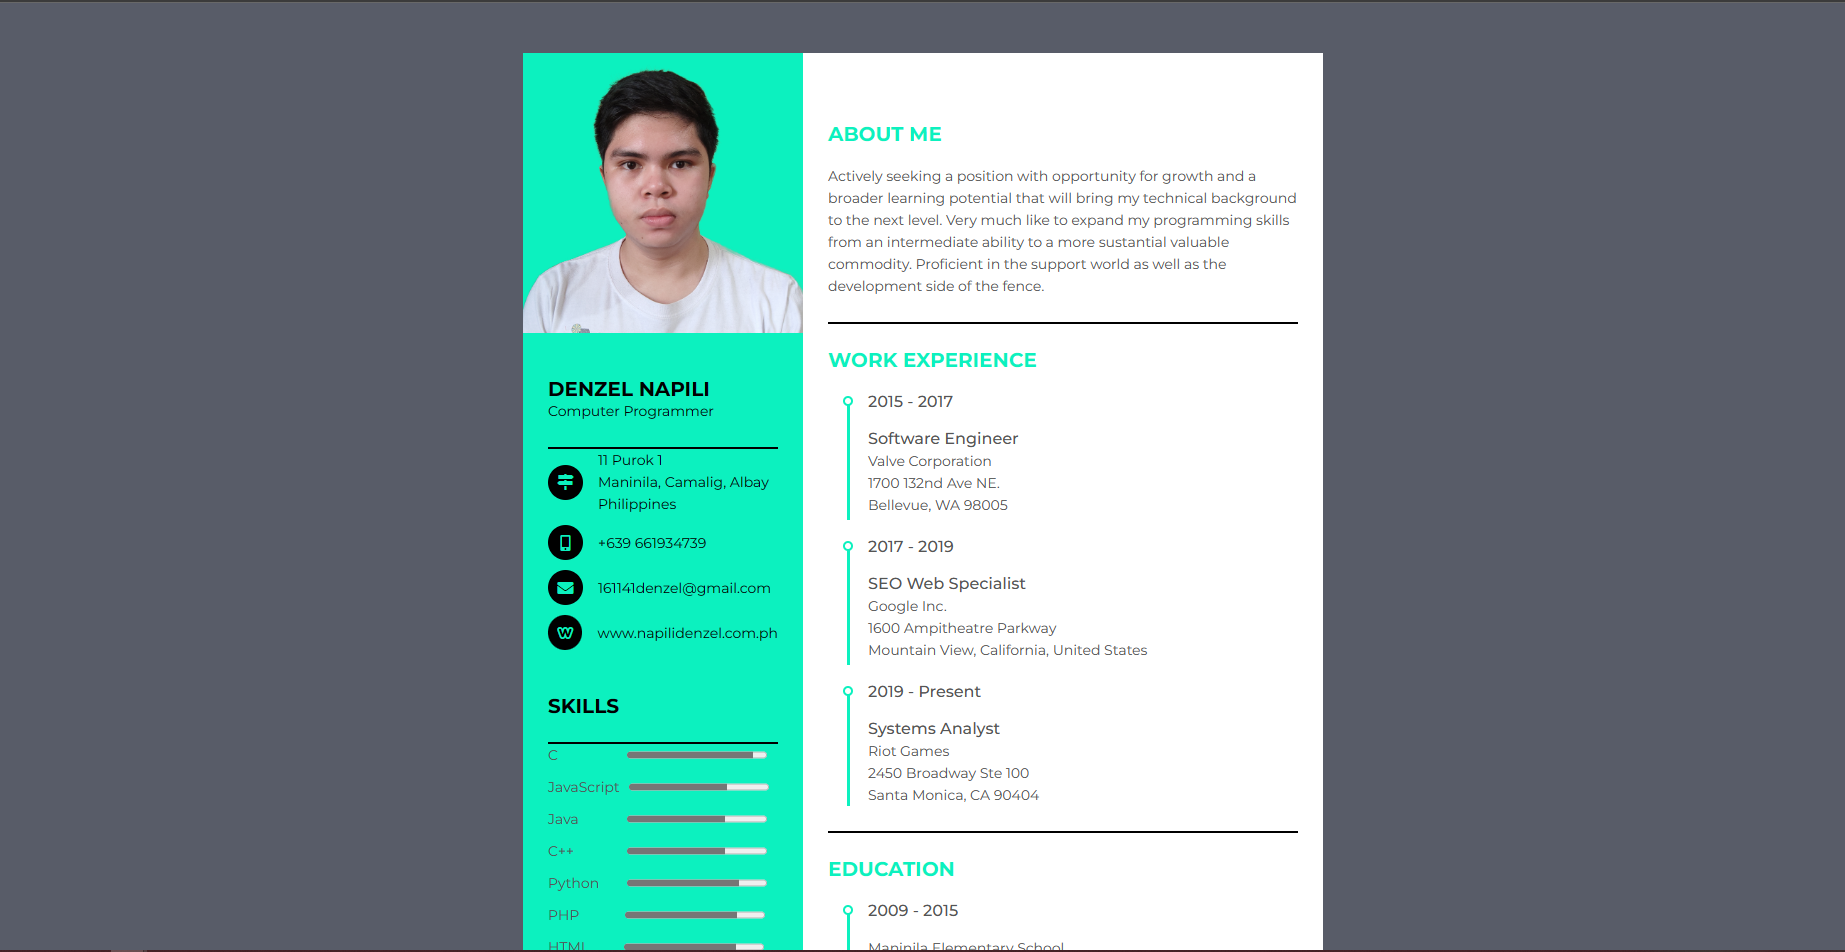 DENZEL NAPILI
Computer Programmer
11 Purok 1
Maninila, Camalig, Albay
Philippines
+639 661934739
161141denzel@gmail.com
www.napilidenzel.com.ph
SKILLS
C
JavaScript
Java
C++
Python
PHP
HTML
ABOUT ME
Actively seeking a position with opportunity for growth and a
broader learning potential that will bring my technical background
to the next level. Very much like to expand my programming skills
from an intermediate ability to a more sustantial valuable
commodity. Proficient in the support world as well as the
development side of the fence.
WORK EXPERIENCE
2015 - 2017
Software Engineer
Valve Corporation
1700 132nd Ave NE.
Bellevue, WA 98005
2017 - 2019
SEO Web Specialist
Google Inc.
1600 Ampitheatre Parkway
Mountain View, California, United States
2019 - Present
Systems Analyst
Riot Games
2450 Broadway Ste 100
Santa Monica, CA 90404
EDUCATION
2009 - 2015
Maninila Elementary School